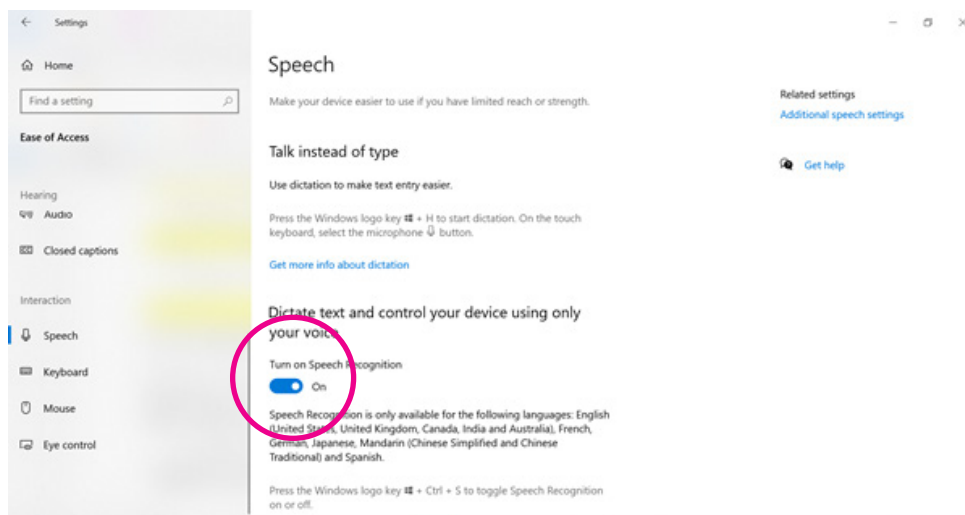 Settings
Home
Find a setting
Ease of Access
Hearing
Audio
Closed captions
Interaction
Speech
Keyboard
Mouse
Eye control
Speech
Make your device easier to use if you have limited reach or strength.
Talk instead of type
Use dictation to make text entry easier.
Press the Windows logo key + H to start dictation. On the touch
keyboard, select the microphone button.
Get more info about dictation
Dictate text and control your device using only
your voice
Turn on Speech Recognition
On
Speech Recognition is only available for the following languages: English
(United States, United Kingdom, Canada, India and Australia), French,
German, Japanese, Mandarin (Chinese Simplified and Chinese
Traditional) and Spanish.
Press the Windows logo key + Ctrl + S to toggle Speech Recognition
on or off.
Related settings
Additional speech settings
Get help